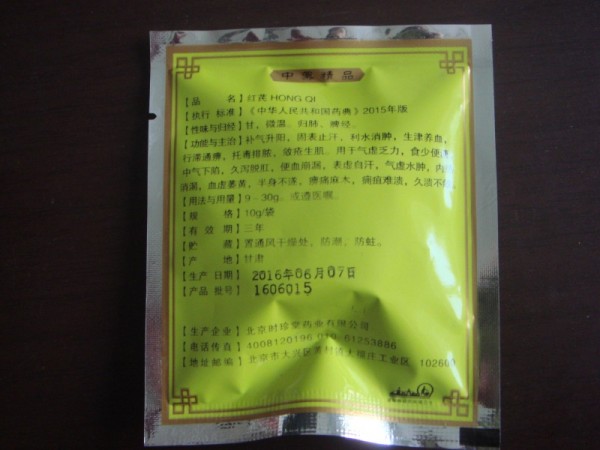 中药精品
【品 名】红芪 HONG QI
【执行 标准】《中华人民共和国药典》2015年版
【性味与归经】甘、微温。归肺、脾经。
【功能与主治】补气升阳，固表止汗，利水消肿，生津养血，
行滞通痹，托毒排脓，敛疮生肌。用于气虚乏力，食少便溏，
中气下陷，久泻脱肛，便血崩漏，表虚自汗，气虚水肿，内热
消渴，血虚萎黄，半身不遂，痹痛麻木，痈疽难溃，久溃不敛。
【用法与用量】9－30g。或遵医嘱。
【规 格】10g/袋
【有 效 期】三年
【贮 藏】置通风干燥处，防潮，防蛀。
【产 地】甘肃
【生产 日期】2016年06月07日
【产品 批号】1606015
【生产企业】北京时珍堂药业有限公司
【电话传真】4008120196 010-61253886
【地址邮编】北京市大兴区 工业区 102600